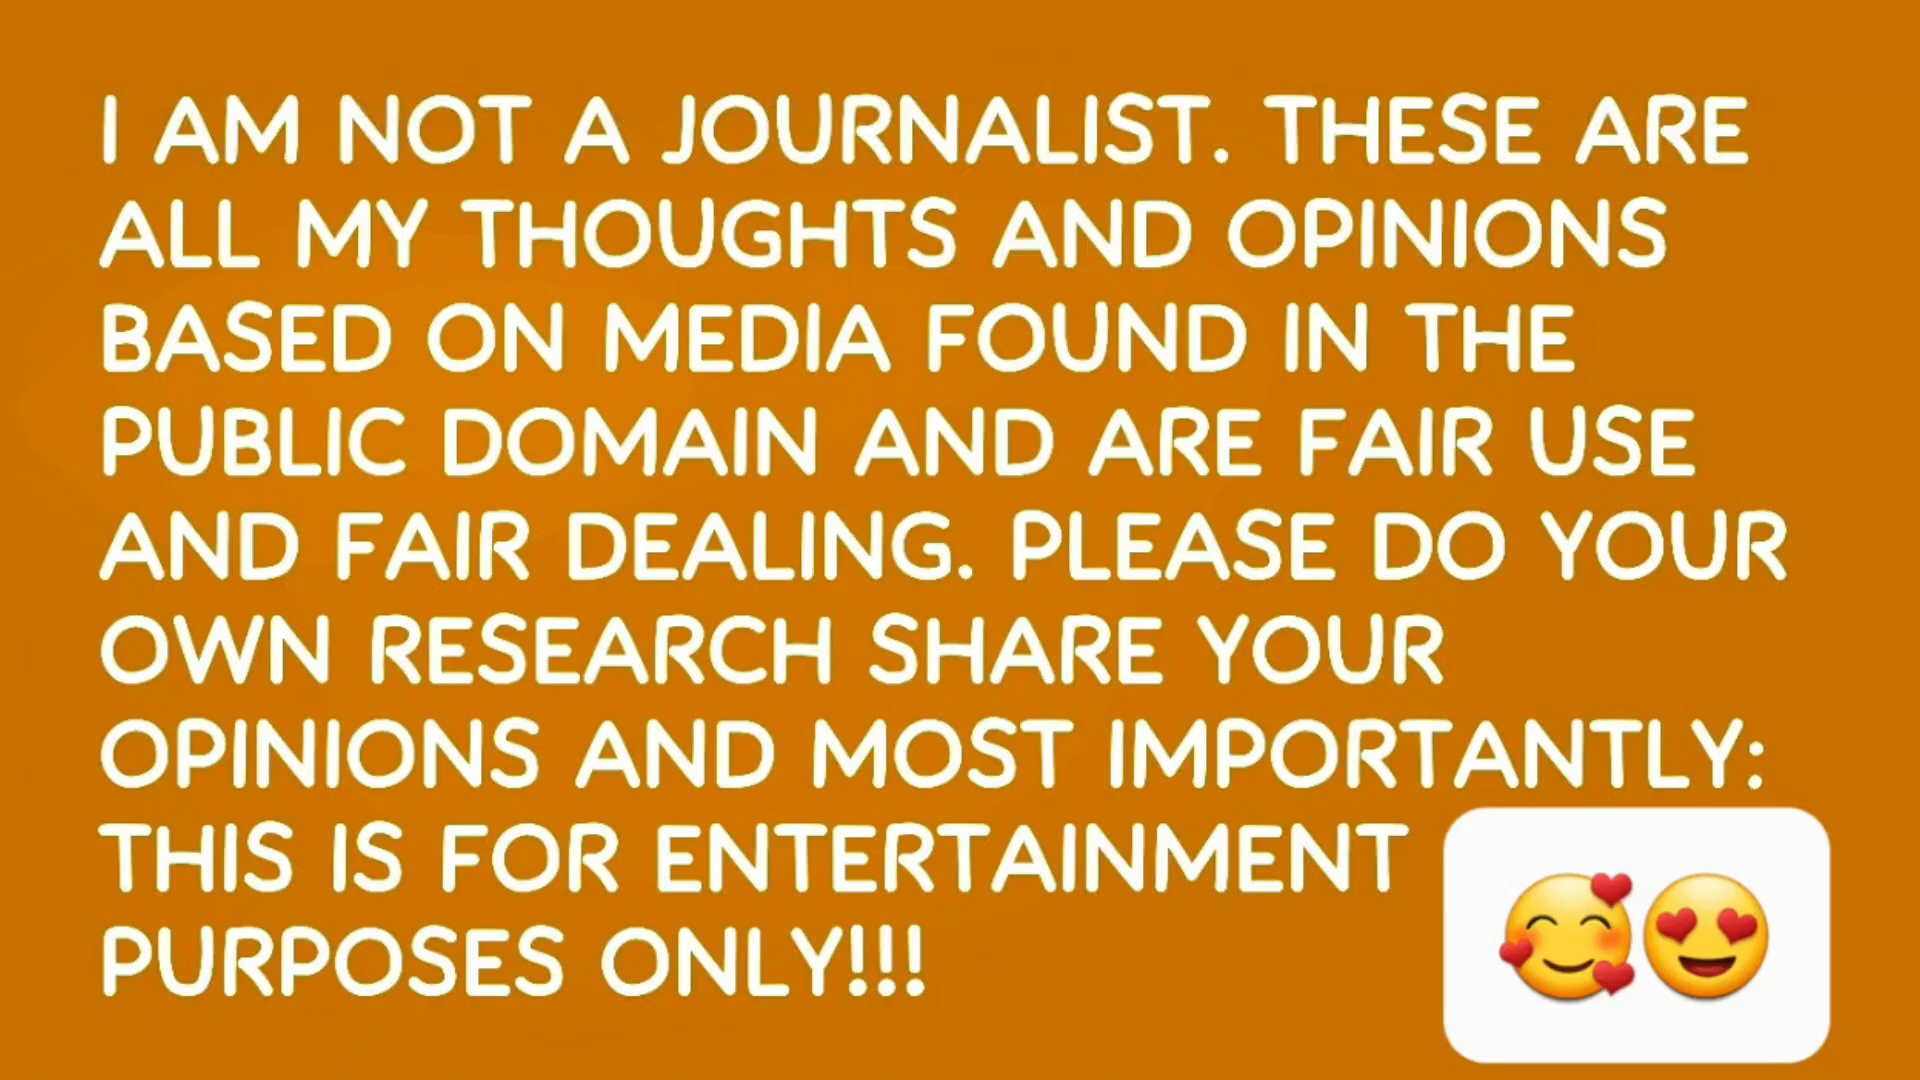 I AM NOT A JOURNALIST. THESE ARE
ALL MY THOUGHTS AND OPINIONS
BASED ON MEDIA FOUND IN THE
PUBLIC DOMAIN AND ARE FAIR USE
AND FAIR DEALING. PLEASE DO YOUR
OWN RESEARCH SHARE YOUR
OPINIONS AND MOST IMPORTANTLY:
THIS IS FOR ENTERTAINMENT
PURPOSES ONLY!!!